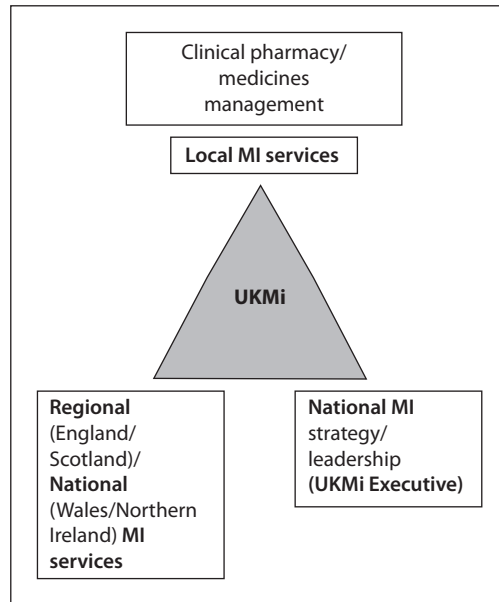 Clinical pharmacy/
medicines
management
Local MI services
UKMi
Regional
(England/
Scotland)/
National
(Wales/Northern
Ireland) MI
services
National MI
strategy/
leadership
(UKMi Executive)